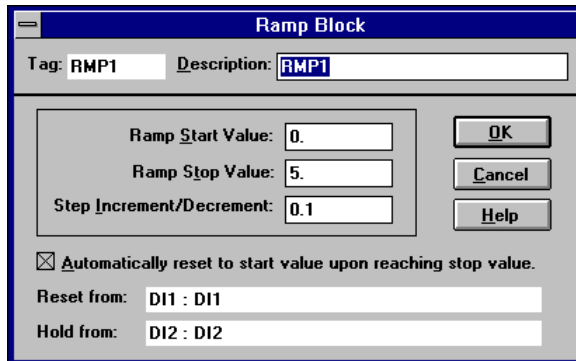 Ramp Block
Tag: RMP1 Description: RMP1
Ramp Start Value: 0.
Ramp Stop Value: 5.
Step Increment/Decrement: 0.1
OK
Cancel
Help
Automatically reset to start value upon reaching stop value.
Reset from: DI1 : DI1
Hold from: DI2 : DI2